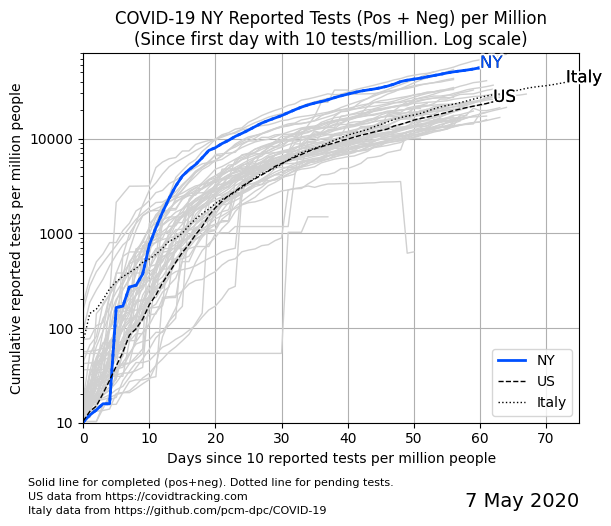 COVID-19 NY Reported Tests (Pos + Neg) per Million
(Since first day with 10 tests/million. Log scale)
Cumulative reported tests per million people
10000
1000
100
10
NY
Italy
US
NY
US
Italy
0 10 20 30 40 50 60 70
Days since 10 reported tests per million people
Solid line for completed (pos+neg). Dotted line for pending tests.
US data from https://covidtracking.com
Italy data from https://github.com/pcm-dpc/COVID-19
7 May 2020